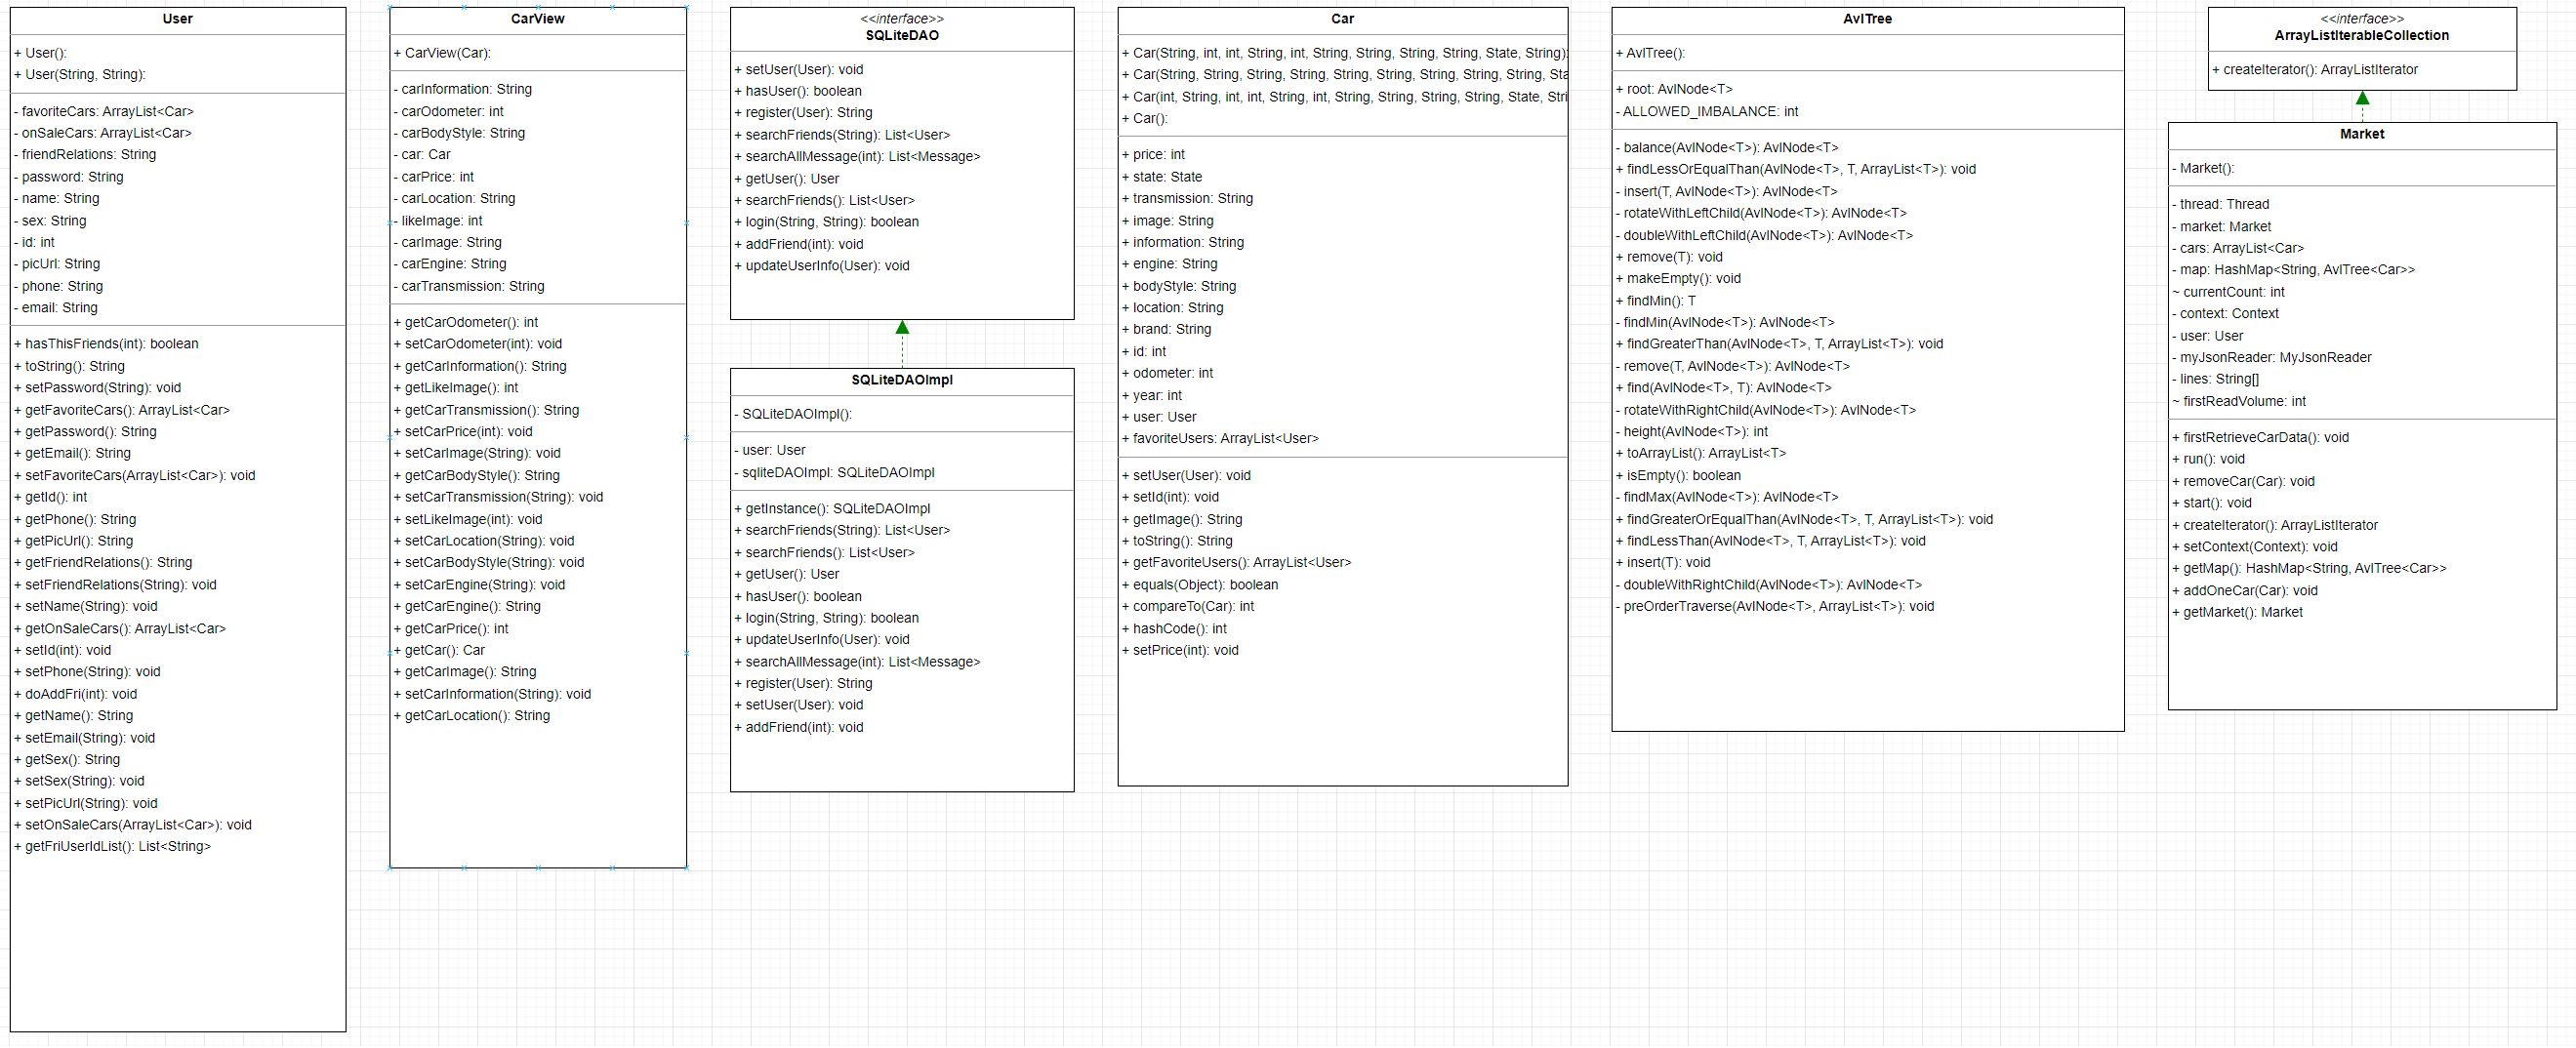 User
+ User():
+ User(String, String):
- favoriteCars: ArrayList<Car>
- onSaleCars: ArrayList<Car>
- friendRelations: String
- password: String
- name: String
- sex: String
- id: int
- picUrl: String
- phone: String
- email: String
+ hasThisFriends(int): boolean
+ toString(): String
+ setPassword(String): void
+ getFavoriteCars(): ArrayList<Car>
+ getPassword(): String
+ getEmail(): String
+ setFavoriteCars(ArrayList<Car>): void
+ getId(): int
+ getPhone(): String
+ getPicUrl(): String
+ getFriendRelations(): String
+ setFriendRelations(String): void
+ setName(String): void
+ getOnSaleCars(): ArrayList<Car>
+ setId(int): void
+ setPhone(String): void
+ doAddFri(int): void
+ getName(): String
+ setEmail(String): void
+ getSex(): String
+ setSex(String): void
+ setPicUrl(String): void
+ setOnSaleCars(ArrayList<Car>): void
+ getFriUserIdList(): List<String>
CarView
+ CarView(Car):
- carInformation: String
- carOdometer: int
- carBodyStyle: String
- car: Car
- carPrice: int
- carLocation: String
- likeImage: int
- carImage: String
- carEngine: String
- carTransmission: String
+ getCarOdometer(): int
+ setCarOdometer(int): void
+ getCarInformation(): String
+ getLikeImage(): int
+ getCarTransmission(): String
+ setCarPrice(int): void
+ setCarImage(String): void
+ getCarBodyStyle(): String
+ setCarTransmission(String): void
+ setLikeImage(int): void
+ setCarLocation(String): void
+ setCarBodyStyle(String): void
+ setCarEngine(String): void
+ getCarEngine(): String
+ getCarPrice(): int
+ getCar(): Car
+ getCarImage(): String
+ setCarInformation(String): void
+ getCarLocation(): String
<<interface>>
SQLiteDAO
+ setUser(User): void
+ hasUser(): boolean
+ register(User): String
+ searchFriends(String): List<User>
+ searchAllMessage(int): List<Message>
+ getUser(): User
+ searchFriends(): List<User>
+ login(String, String): boolean
+ addFriend(int): void
+ updateUserInfo(User): void
SQLiteDAOImpl
- SQLiteDAOImpl():
- user: User
- sqliteDAOImpl: SQLiteDAOImpl
+ getInstance(): SQLiteDAOImpl
+ searchFriends(String): List<User>
+ searchFriends(): List<User>
+ getUser(): User
+ hasUser(): boolean
+ login(String, String): boolean
+ updateUserInfo(User): void
+ searchAllMessage(int): List<Message>
+ register(User): String
+ setUser(User): void
+ addFriend(int): void
Car
+ Car(String, int, int, String, int, String, String, String, String, State, String):
+ Car(String, String, String, String, String, String, String, String, String, Sta
+ Car(int, String, int, int, String, int, String, String, String, String, State, Stri
+ Car():
+ price: int
+ state: State
+ transmission: String
+ image: String
+ information: String
+ engine: String
+ bodyStyle: String
+ location: String
+ brand: String
+ id: int
+ odometer: int
+ year: int
+ user: User
+ favoriteUsers: ArrayList<User>
+ setUser(User): void
+ setId(int): void
+ getImage(): String
+ toString(): String
+ getFavoriteUsers(): ArrayList<User>
+ equals(Object): boolean
+ compareTo(Car): int
+ hashCode(): int
+ setPrice(int): void
AvlTree
+ AvlTree():
+ root: AvlNode<T>
- ALLOWED_IMBALANCE: int
- balance(AvlNode<T>): AvlNode<T>
+ findLessOrEqualThan(AvlNode<T>, T, ArrayList<T>): void
- insert(T, AvlNode<T>): AvlNode<T>
- rotateWithLeftChild(AvlNode<T>): AvlNode<T>
- doubleWithLeftChild(AvlNode<T>): AvlNode<T>
+ remove(T): void
+ makeEmpty(): void
+ findMin(): T
- findMin(AvlNode<T>): AvlNode<T>
+ findGreaterThan(AvlNode<T>, T, ArrayList<T>): void
- remove(T, AvlNode<T>): AvlNode<T>
+ find(AvlNode<T>, T): AvlNode<T>
- rotateWithRightChild(AvlNode<T>): AvlNode<T>
- height(AvlNode<T>): int
+ toArrayList(): ArrayList<T>
+ isEmpty(): boolean
- findMax(AvlNode<T>): AvlNode<T>
+ findGreaterOrEqualThan(AvlNode<T>, T, ArrayList<T>): void
+ findLessThan(AvlNode<T>, T, ArrayList<T>): void
+ insert(T): void
- doubleWithRightChild(AvlNode<T>): AvlNode<T>
- preOrderTraverse(AvlNode<T>, ArrayList<T>): void
<<interface>>
ArrayListIterableCollection
+ createIterator(): ArrayListIterator
Market
- Market():
- thread: Thread
- market: Market
- cars: ArrayList<Car>
- map: HashMap<String, AvlTree<Car>>
~ currentCount: int
- context: Context
- user: User
- myJsonReader: MyJsonReader
- lines: String[]
~ firstReadVolume: int
+ firstRetrieveCarData(): void
+ run(): void
+ removeCar(Car): void
+ start(): void
+ createIterator(): ArrayListIterator
+ setContext(Context): void
+ getMap(): HashMap<String, AvlTree<Car>>
+ addOneCar(Car): void
+ getMarket(): Market